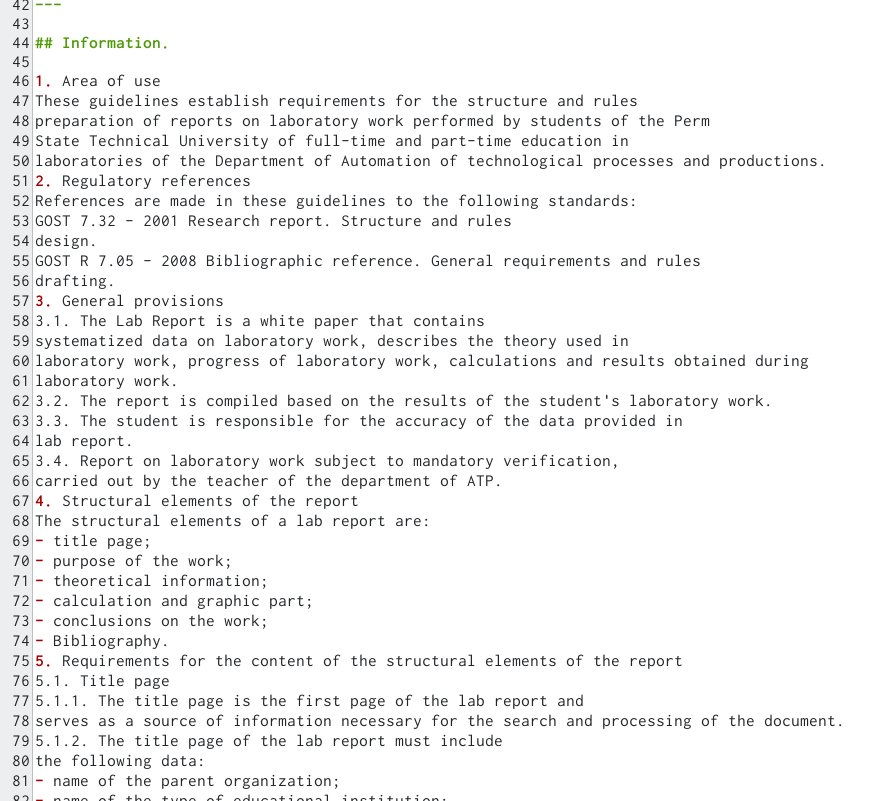 42 ---
43
44 ## Information.
45
46 1. Area of use
47 These guidelines establish requirements for the structure and rules
48 preparation of reports on laboratory work performed by students of the Perm
49 State Technical University of full-time and part-time education in
50 laboratories of the Department of Automation of technological processes and productions.
51 2. Regulatory references
52 References are made in these guidelines to the following standards:
53 GOST 7.32 - 2001 Research report. Structure and rules
54 design.
55 GOST R 7.05 - 2008 Bibliographic reference. General requirements and rules
56 drafting.
57 3. General provisions
58 3.1. The Lab Report is a white paper that contains
59 systematized data on laboratory work, describes the theory used in
60 laboratory work, progress of laboratory work, calculations and results obtained during
61 laboratory work.
62 3.2. The report is compiled based on the results of the student's laboratory work.
63 3.3. The student is responsible for the accuracy of the data provided in
64 lab report.
65 3.4. Report on laboratory work subject to mandatory verification,
66 carried out by the teacher of the department of ATP.
67 4. Structural elements of the report
68 The structural elements of a lab report are:
69 - title page;
70 - purpose of the work;
71 - theoretical information;
72 - calculation and graphic part;
73 - conclusions on the work;
74 - Bibliography.
75 5. Requirements for the content of the structural elements of the report
76 5.1. Title page
77 5.1.1. The title page is the first page of the lab report and
78 serves as a source of information necessary for the search and processing of the document.
79 5.1.2. The title page of the lab report must include
80 the following data:
81 - name of the parent organization;
82 - name of the type of educational institution;